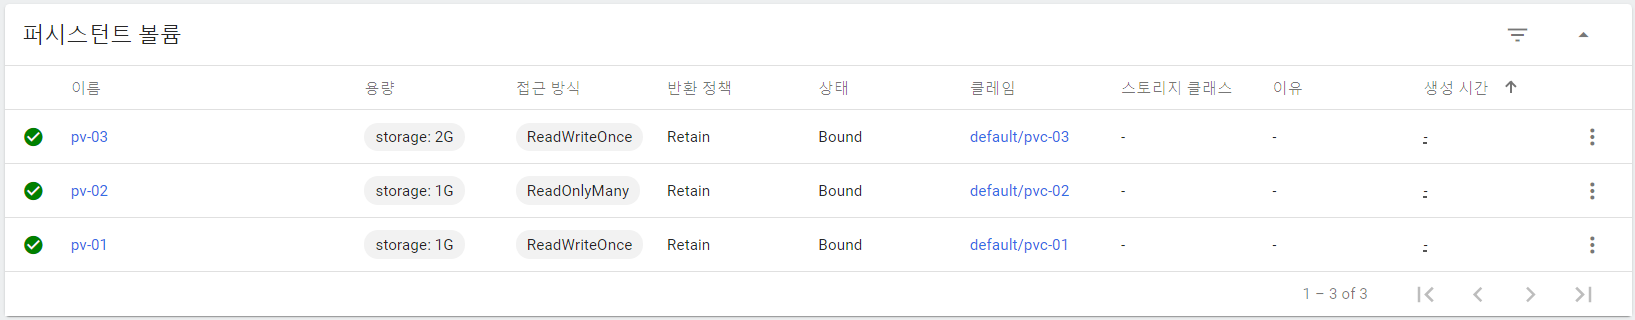 퍼시스턴트 볼륨
이름 용량 접근 방식 반환 정책 상태 클레임 스토리지 클래스 이유 생성 시간
pv-03 storage: 2G ReadWriteOnce Retain Bound default/pvc-03 - - -
pv-02 storage: 1G ReadOnlyMany Retain Bound default/pvc-02 - - -
pv-01 storage: 1G ReadWriteOnce Retain Bound default/pvc-01 - - -
1 – 3 of 3